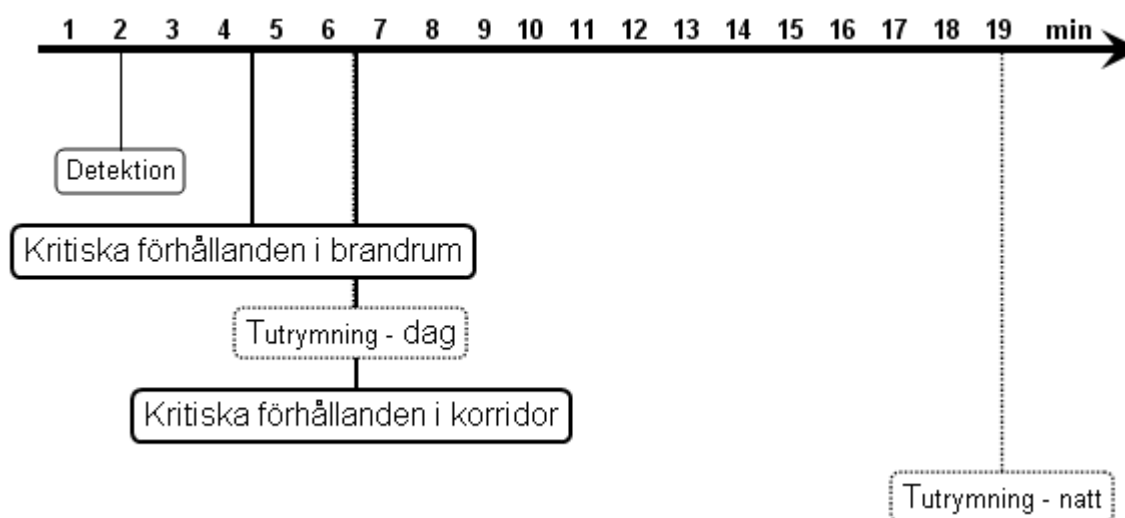 1 2 3 4 5 6 7 8 9 10 11 12 13 14 15 16 17 18 19 min
Detektion
Kritiska förhållanden i brandrum
Tutrymning - dag
Kritiska förhållanden i korridor
Tutrymning - natt